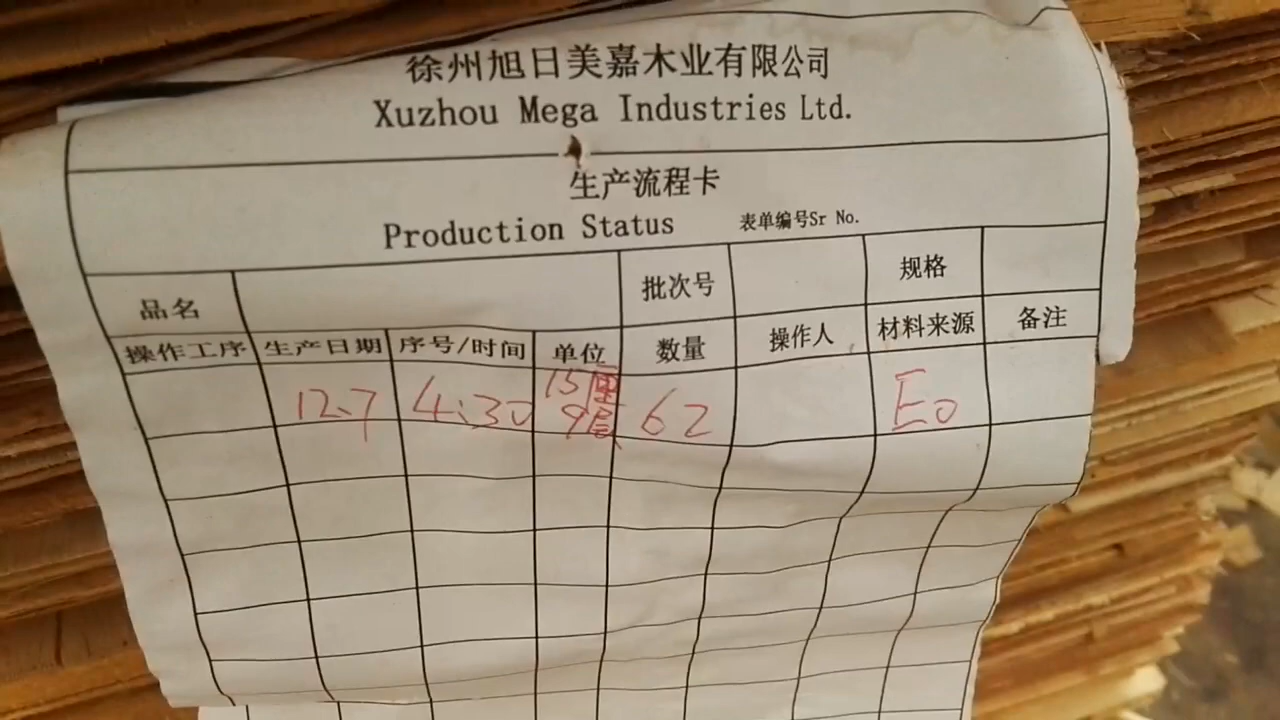 徐州旭日美嘉木业有限公司
Xuzhou Mega Industries Ltd.
生产流程卡
Production Status 表单编号Sr No.
品名 批次号 规格
操作工序 生产日期 序号/时间 单位 数量 操作人 材料来源 备注
12.7 4:30 15厘 62 E0
9层